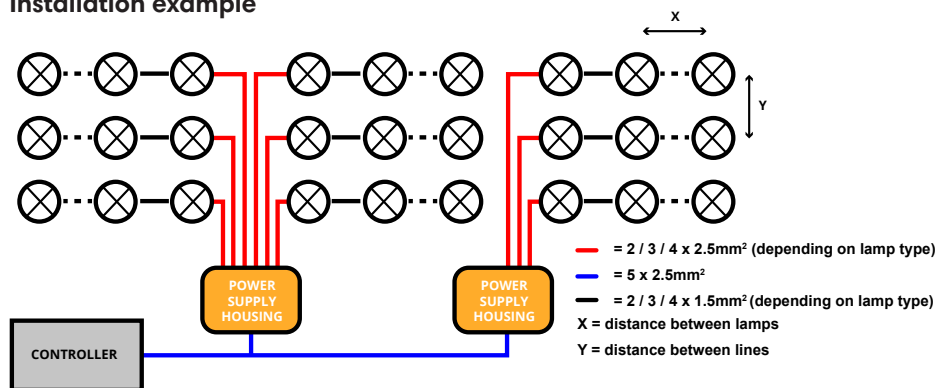 Installation example
X
Y
= 2 / 3 / 4 x 2.5mm² (depending on lamp type)
= 5 x 2.5mm²
= 2 / 3 / 4 x 1.5mm² (depending on lamp type)
X = distance between lamps
Y = distance between lines
POWER
SUPPLY
HOUSING
POWER
SUPPLY
HOUSING
CONTROLLER